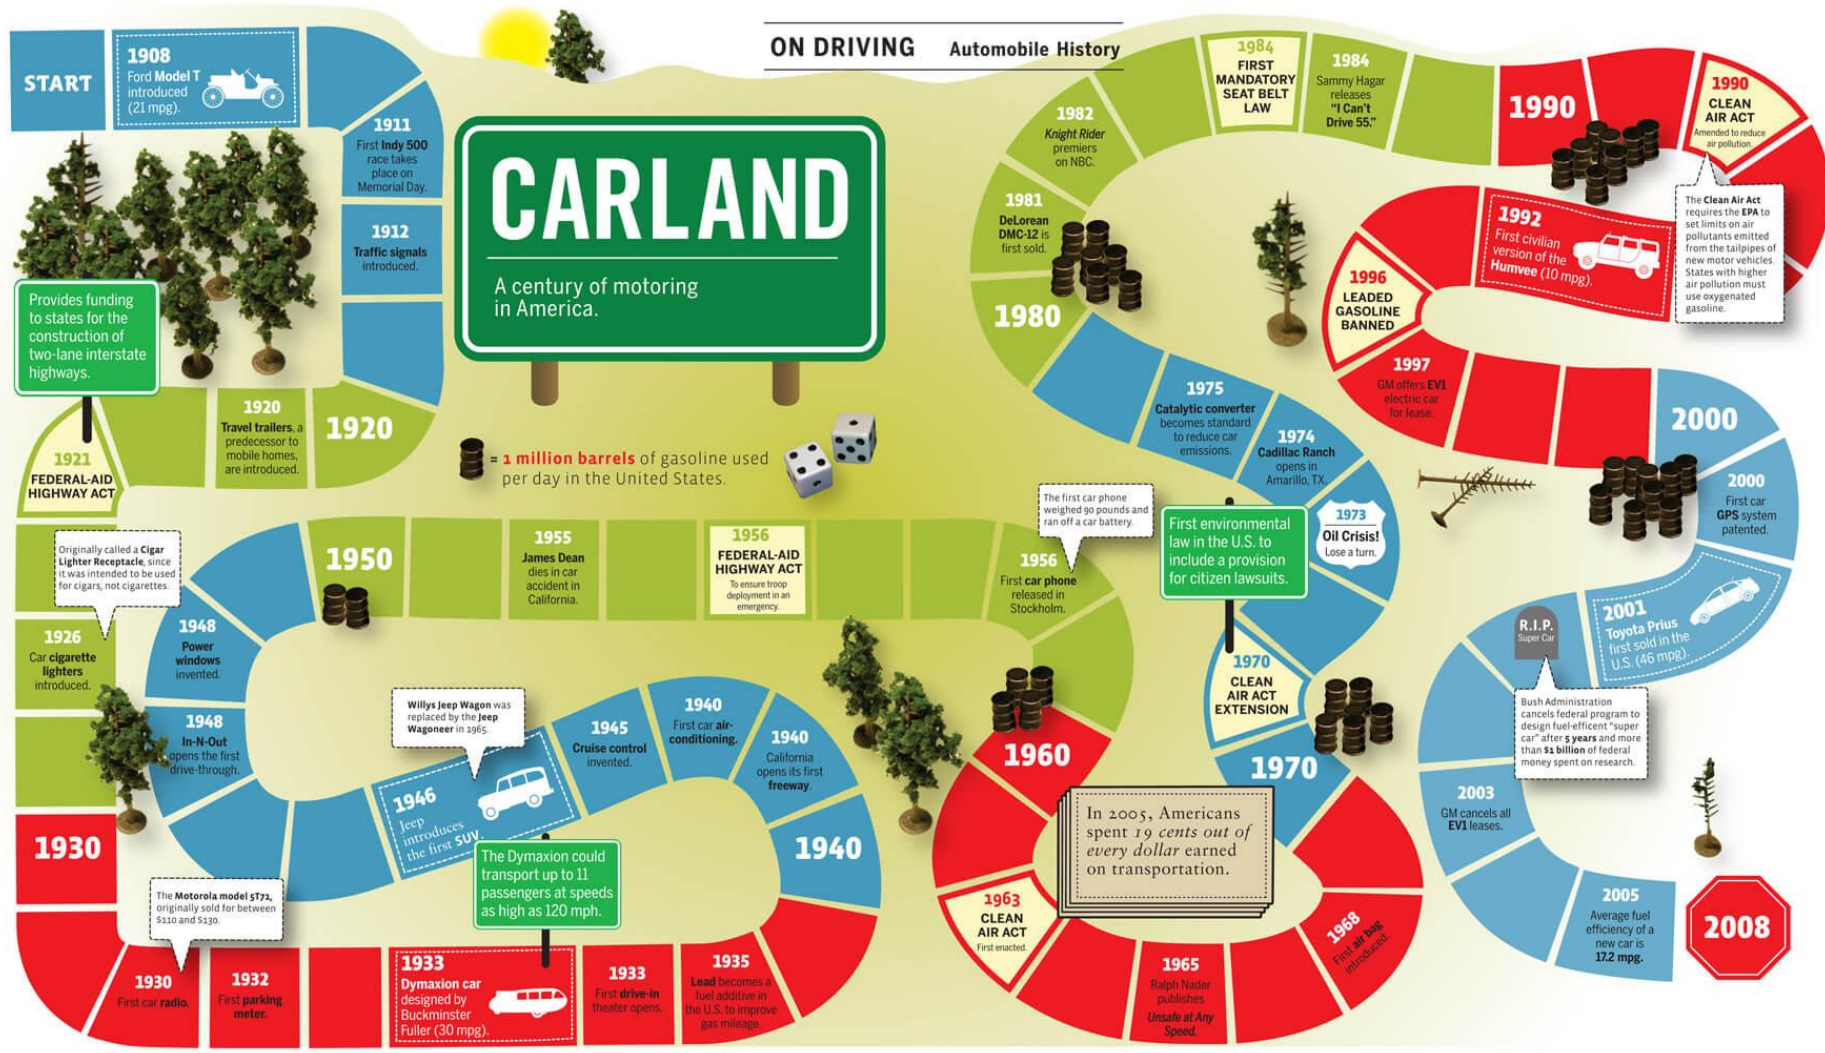 ON DRIVING Automobile History
START
1908
Ford Model T
introduced
(21 mpg).
1911
First Indy 500
race takes
place on
Memorial Day.
1912
Traffic signals
introduced.
CARLAND
A century of motoring
in America.
= 1 million barrels of gasoline used
per day in the United States.
1920
1920
Travel trailers, a
predecessor to
mobile homes,
are introduced.
Provides funding
to states for the
construction of
two-lane interstate
highways.
1921
FEDERAL-AID
HIGHWAY ACT
Originally called a Cigar
Lighter Receptacle, since
it was intended to be used
for cigars, not cigarettes.
1926
Car cigarette
lighters
introduced.
1930
The Motorola model 5T71,
originally sold for between
$110 and $130.
1930
First car radio.
1932
First parking
meter.
1933
Dymaxion car
designed by
Buckminster
Fuller (30 mpg).
The Dymaxion could
transport up to 11
passengers at speeds
as high as 120 mph.
1933
First drive-in
theater opens.
1935
Lead becomes a
fuel additive in
the U.S. to improve
gas mileage.
1940
1940
California
opens its first
freeway.
1940
First car air-
conditioning.
1945
Cruise control
invented.
Willys Jeep Wagon was
replaced by the Jeep
Wagoneer in 1965.
1946
Jeep
introduces
the first SUV.
1948
In-N-Out
opens the first
drive-through.
1948
Power
windows
invented.
1950
1955
James Dean
dies in car
accident in
California.
1956
FEDERAL-AID
HIGHWAY ACT
To ensure troop
deployment in an
emergency.
The first car phone
weighed 90 pounds and
ran off a car battery.
1956
First car phone
released in
Stockholm.
1960
1963
CLEAN
AIR ACT
First enacted.
1965
Ralph Nader
publishes
Unsafe at Any
Speed.
1968
First air bag
introduced.
In 2005, Americans
spent 19 cents out of
every dollar earned
on transportation.
1970
1970
CLEAN
AIR ACT
EXTENSION
First environmental
law in the U.S. to
include a provision
for citizen lawsuits.
1973
Oil Crisis!
Lose a turn.
1974
Cadillac Ranch
opens in
Amarillo, TX.
1975
Catalytic converter
becomes standard
to reduce car
emissions.
1980
1981
DeLorean
DMC-12 is
first sold.
1982
Knight Rider
premiers
on NBC.
1984
FIRST
MANDATORY
SEAT BELT
LAW
1984
Sammy Hagar
releases
"I Can't
Drive 55."
1990
1990
CLEAN
AIR ACT
Amended to reduce
air pollution.
The Clean Air Act
requires the EPA to
set limits on air
pollutants emitted
from the tailpipes of
new motor vehicles.
States with higher
air pollution must
use oxygenated
gasoline.
1992
First civilian
version of the
Humvee (10 mpg).
1996
LEADED
GASOLINE
BANNED
1997
GM offers EV1
electric car
for lease.
2000
2000
First car
GPS system
patented.
2001
Toyota Prius
first sold in the
U.S. (46 mpg).
R.I.P.
Super Car
Bush Administration
cancels federal program to
design fuel-efficent "super
car" after 5 years and more
than $1 billion of federal
money spent on research.
2003
GM cancels all
EV1 leases.
2005
Average fuel
efficiency of a
new car is
17.2 mpg.
2008